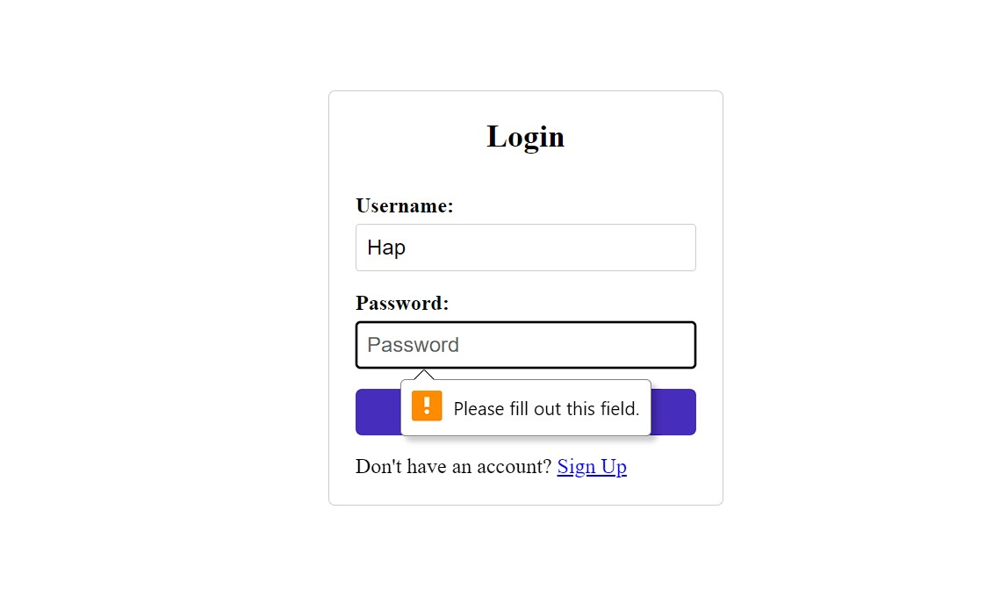 Login
Username:
Hap
Password:
Password
Please fill out this field.
Don't have an account? Sign Up